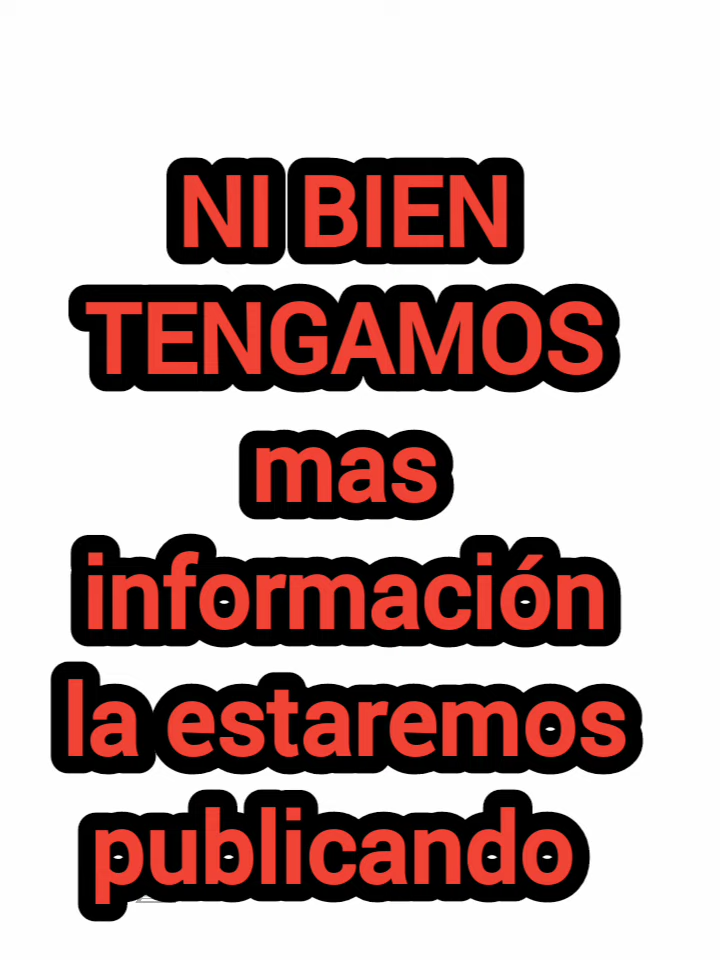 NI BIEN
TENGAMOS
mas
información
la estaremos
publicando